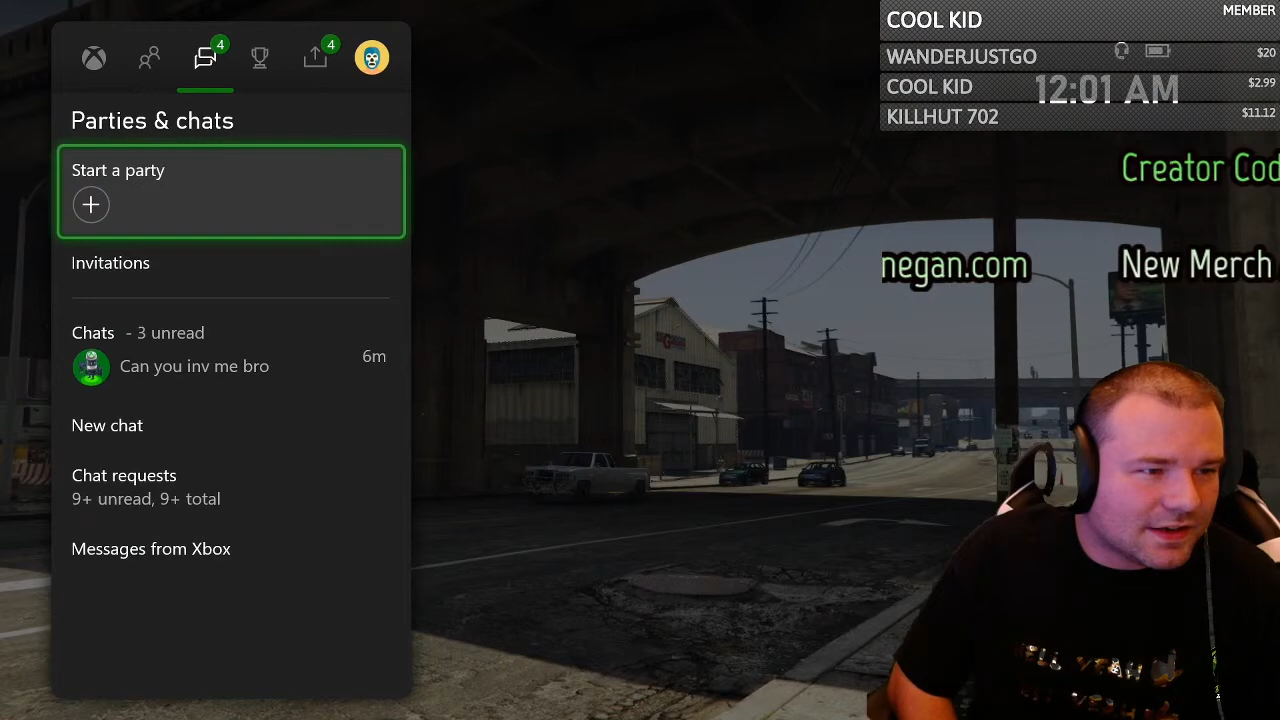 4
4
Parties & chats
Start a party
Invitations
Chats - 3 unread
Can you inv me bro
6m
New chat
Chat requests
9+ unread, 9+ total
Messages from Xbox
COOL KID
MEMBER
WANDERJUSTGO
$20
COOL KID
$2.99
KILLHUT 702
$11.12
12:01 AM
Creator Cod
negan.com
New Merch